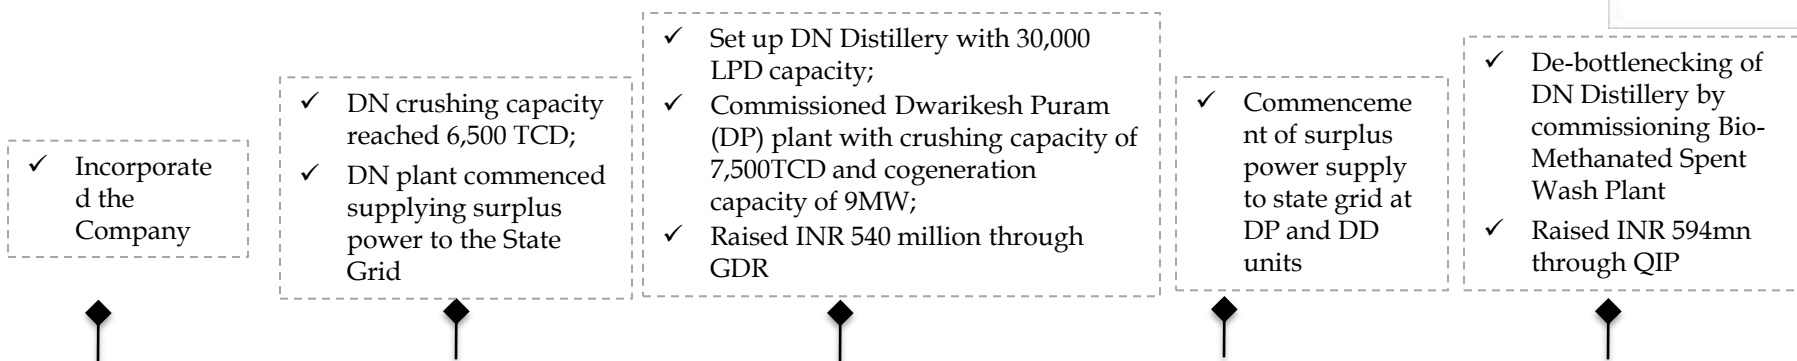 ✓ Incorporate
d the
Company
✓ DN crushing capacity
reached 6,500 TCD;
✓ DN plant commenced
supplying surplus
power to the State
Grid
✓ Set up DN Distillery with 30,000
LPD capacity;
✓ Commissioned Dwarikesh Puram
(DP) plant with crushing capacity of
7,500TCD and cogeneration
capacity of 9MW;
✓ Raised INR 540 million through
GDR
✓ Commenceme
nt of surplus
power supply
to state grid at
DP and DD
units
✓ De-bottlenecking of
DN Distillery by
commissioning Bio-
Methanated Spent
Wash Plant
✓ Raised INR 594mn
through QIP